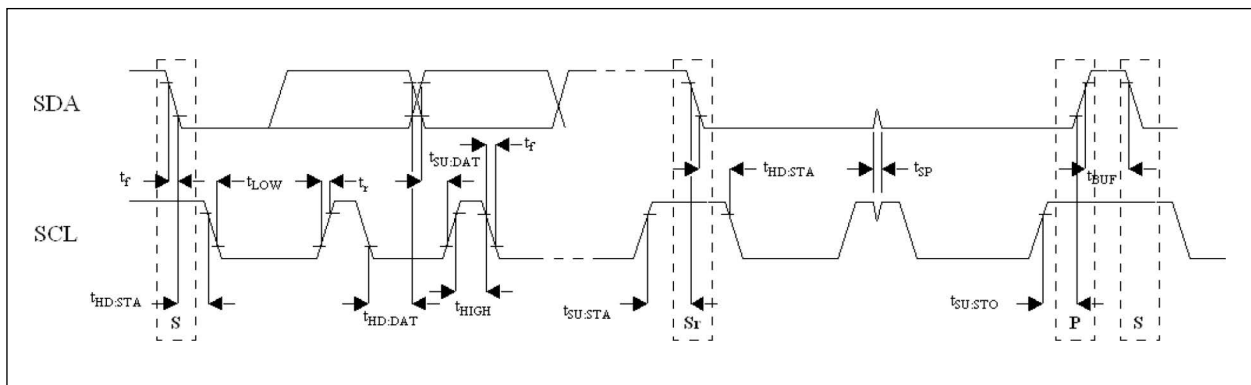 SDA
t_f
t_SU:DAT
t_HD:STA
t_SP
t_f
t_LOW
t_r
t_BUF
SCL
t_HD:STA
t_HD:DAT
t_HIGH
t_SU:STA
t_SU:STO
S
Sr
P
S